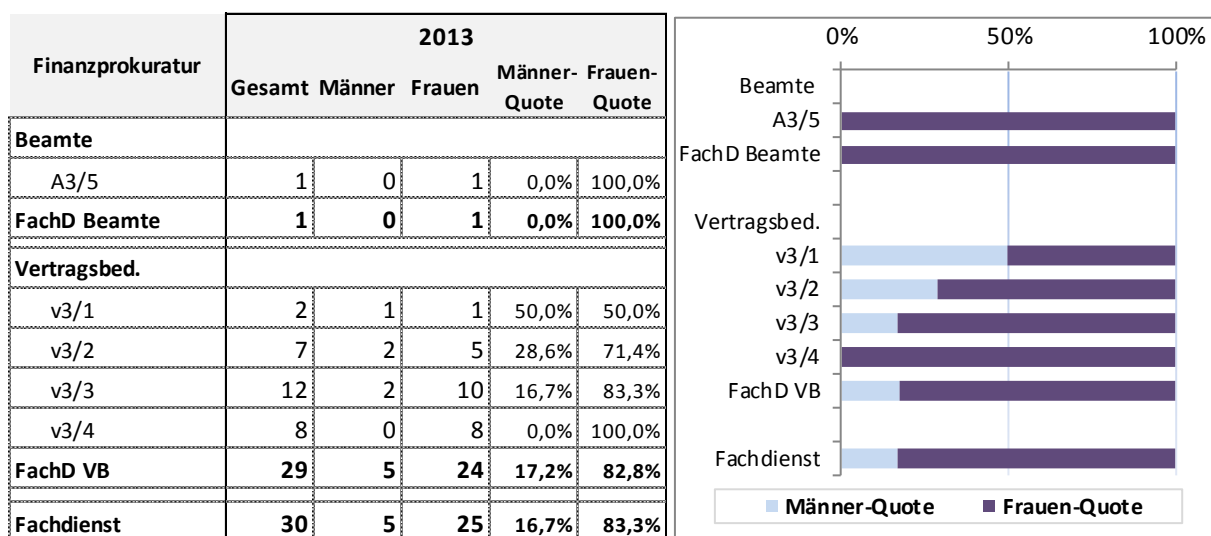 Finanzprokuratur
2013
Gesamt Männer Frauen Männer-Quote Frauen-Quote
Beamte
A3/5 1 0 1 0,0% 100,0%
FachD Beamte 1 0 1 0,0% 100,0%
Vertragsbed.
v3/1 2 1 1 50,0% 50,0%
v3/2 7 2 5 28,6% 71,4%
v3/3 12 2 10 16,7% 83,3%
v3/4 8 0 8 0,0% 100,0%
FachD VB 29 5 24 17,2% 82,8%
Fachdienst 30 5 25 16,7% 83,3%
0% 50% 100%
Beamte
A3/5
FachD Beamte
Vertragsbed.
v3/1
v3/2
v3/3
v3/4
FachD VB
Fachdienst
Männer-Quote Frauen-Quote